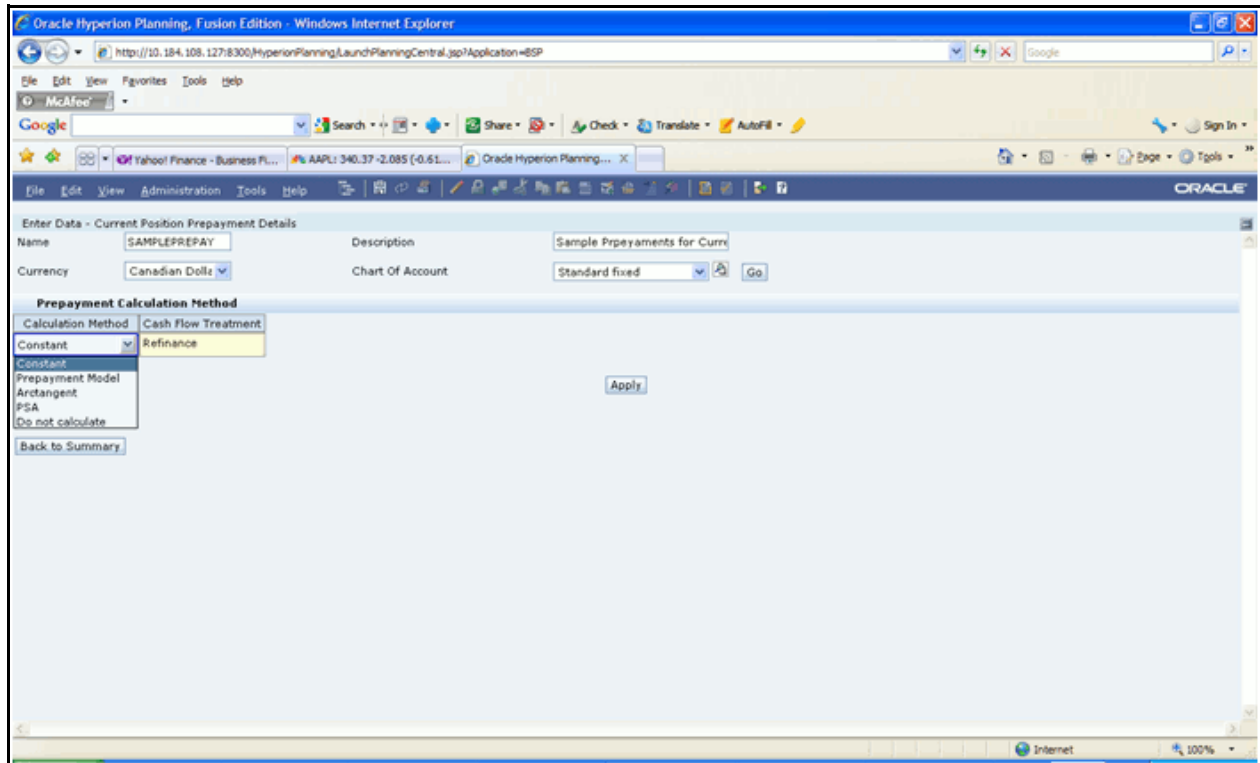 Oracle Hyperion Planning, Fusion Edition - Windows Internet Explorer
http://10.184.108.127:8300/HyperionPlanning/LaunchPlanningCentral.jsp?Application=BSP
Google
File Edit View Favorites Tools Help
McAfee
Google Search Share Check Translate AutoFill Sign In
Yahoo! Finance - Business Fi... AAPL: 340.37 -2.085 (-0.61... Oracle Hyperion Planning... X Page Tools
File Edit View Administration Tools Help ORACLE
Enter Data - Current Position Prepayment Details
Name SAMPLEPREPAY Description Sample Prpeyaments for Curre
Currency Canadian Dolla Chart Of Account Standard fixed Go
Prepayment Calculation Method
Calculation Method Cash Flow Treatment
Constant Refinance
Constant
Prepayment Model
Arctangent
PSA
Do not calculate
Apply
Back to Summary
Internet 100%